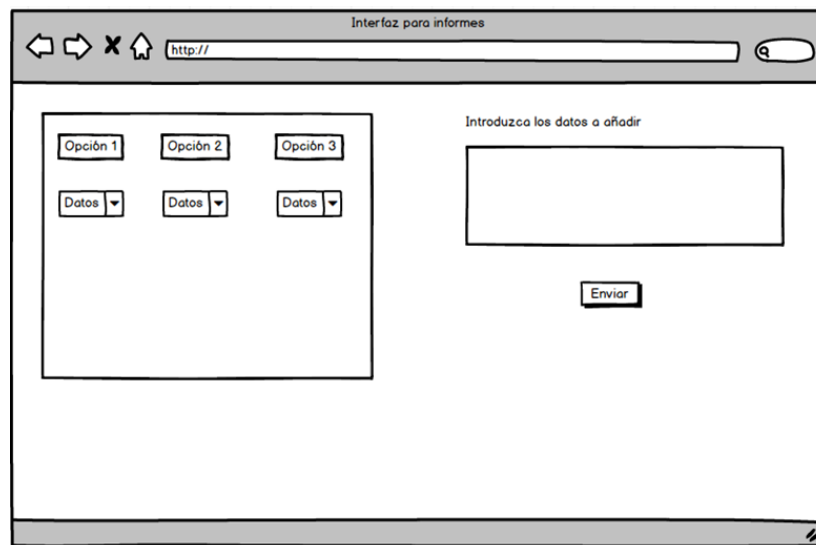 Interfaz para informes
http://
Opción 1 Opción 2 Opción 3
Datos Datos Datos
Introduzca los datos a añadir
Enviar